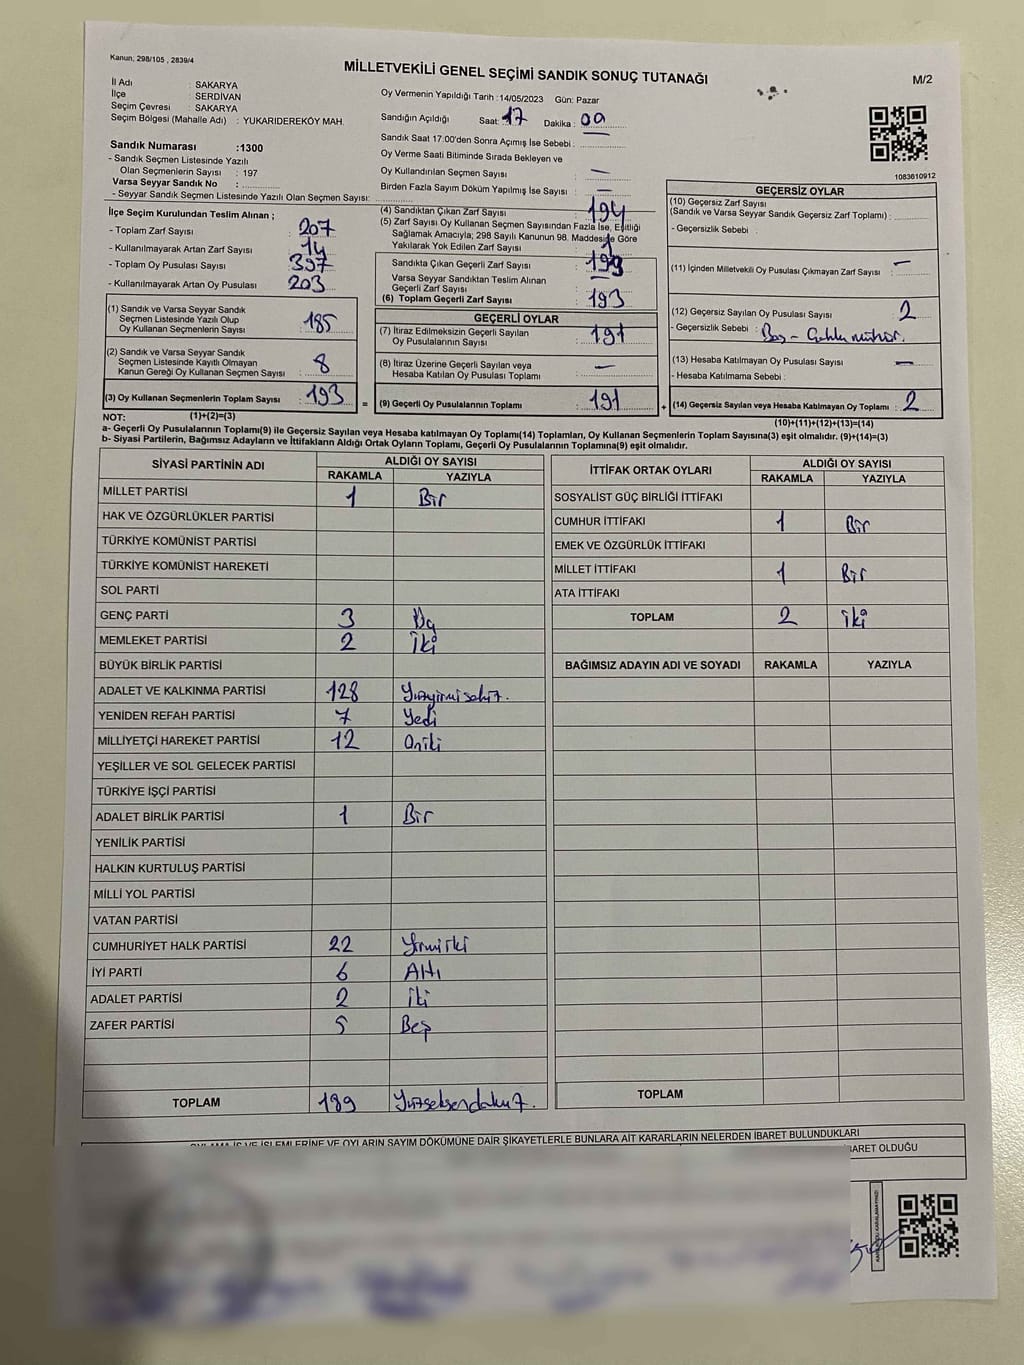 Kanun; 298/105 , 2839/4
MİLLETVEKİLİ GENEL SEÇİMİ SANDIK SONUÇ TUTANAĞI
M/2
İl Adı : SAKARYA
İlçe : SERDİVAN
Seçim Çevresi : SAKARYA
Seçim Bölgesi (Mahalle Adı) : YUKARIDEREKÖY MAH.
Oy Vermenin Yapıldığı Tarih :14/05/2023 Gün: Pazar
Sandığın Açıldığı Saat: 17 Dakika : 00
Sandık Saat 17:00'den Sonra Açımış İse Sebebi :
Oy Verme Saati Bitiminde Sırada Bekleyen ve
Oy Kullandırılan Seçmen Sayısı : —
Birden Fazla Sayım Döküm Yapılmış İse Sayısı : —
1083610912
Sandık Numarası :1300
- Sandık Seçmen Listesinde Yazılı
Olan Seçmenlerin Sayısı : 197
Varsa Seyyar Sandık No :
- Seyyar Sandık Seçmen Listesinde Yazılı Olan Seçmen Sayısı:
İlçe Seçim Kurulundan Teslim Alınan ;
- Toplam Zarf Sayısı : 207
- Kullanılmayarak Artan Zarf Sayısı : 14
- Toplam Oy Pusulası Sayısı : 397
- Kullanılmayarak Artan Oy Pusulası : 203
(1) Sandık ve Varsa Seyyar Sandık
Seçmen Listesinde Yazılı Olup
Oy Kullanan Seçmenlerin Sayısı : 185
(2) Sandık ve Varsa Seyyar Sandık
Seçmen Listesinde Kayıtlı Olmayan
Kanun Gereği Oy Kullanan Seçmen Sayısı : 8
(3) Oy Kullanan Seçmenlerin Toplam Sayısı : 193
(4) Sandıktan Çıkan Zarf Sayısı : 194
(5) Zarf Sayısı Oy Kullanan Seçmen Sayısından Fazla İse, Eşitliği
Sağlamak Amacıyla; 298 Sayılı Kanunun 98. Maddesi̇e Göre
Yakılarak Yok Edilen Zarf Sayısı : 1
Sandıkta Çıkan Geçerli Zarf Sayısı : 193
Varsa Seyyar Sandıktan Teslim Alınan
Geçerli Zarf Sayısı : —
(6) Toplam Geçerli Zarf Sayısı : 193
GEÇERLİ OYLAR
(7) İtiraz Edilmeksizin Geçerli Sayılan
Oy Pusulalarının Sayısı : 191
(8) İtiraz Üzerine Geçerli Sayılan veya
Hesaba Katılan Oy Pusulası Toplamı : —
= (9) Geçerli Oy Pusulalarının Toplamı : 191
GEÇERSİZ OYLAR
(10) Geçersiz Zarf Sayısı
(Sandık ve Varsa Seyyar Sandık Geçersiz Zarf Toplamı) :
- Geçersizlik Sebebi :
(11) İçinden Milletvekili Oy Pusulası Çıkmayan Zarf Sayısı : —
(12) Geçersiz Sayılan Oy Pusulası Sayısı : 2
- Geçersizlik Sebebi : Boş - Çoklu mühür.
(13) Hesaba Katılmayan Oy Pusulası Sayısı : —
- Hesaba Katılmama Sebebi :
+ (14) Geçersiz Sayılan veya Hesaba Katılmayan Oy Toplamı : 2
NOT: (1)+(2)=(3)
(10)+(11)+(12)+(13)=(14)
a- Geçerli Oy Pusulalarının Toplamı(9) ile Geçersiz Sayılan veya Hesaba katılmayan Oy Toplamı(14) Toplamları, Oy Kullanan Seçmenlerin Toplam Sayısına(3) eşit olmalıdır. (9)+(14)=(3)
b- Siyasi Partilerin, Bağımsız Adayların ve İttifakların Aldığı Ortak Oyların Toplamı, Geçerli Oy Pusulalarının Toplamına(9) eşit olmalıdır.
SİYASİ PARTİNİN ADI ALDIĞI OY SAYISI
RAKAMLA YAZIYLA
MİLLET PARTİSİ 1 Bir
HAK VE ÖZGÜRLÜKLER PARTİSİ
TÜRKİYE KOMÜNİST PARTİSİ
TÜRKİYE KOMÜNİST HAREKETİ
SOL PARTİ
GENÇ PARTİ 3 Üç
MEMLEKET PARTİSİ 2 İki
BÜYÜK BİRLİK PARTİSİ
ADALET VE KALKINMA PARTİSİ 128 Yüzyirmisekiz.
YENİDEN REFAH PARTİSİ 7 Yedi
MİLLİYETÇİ HAREKET PARTİSİ 12 Oniki
YEŞİLLER VE SOL GELECEK PARTİSİ
TÜRKİYE İŞÇİ PARTİSİ
ADALET BİRLİK PARTİSİ 1 Bir
YENİLİK PARTİSİ
HALKIN KURTULUŞ PARTİSİ
MİLLİ YOL PARTİSİ
VATAN PARTİSİ
CUMHURİYET HALK PARTİSİ 22 Yirmiiki
İYİ PARTİ 6 Altı
ADALET PARTİSİ 2 İki
ZAFER PARTİSİ 5 Beş
TOPLAM 189 Yüzseksendokuz.
İTTİFAK ORTAK OYLARI ALDIĞI OY SAYISI
RAKAMLA YAZIYLA
SOSYALİST GÜÇ BİRLİĞİ İTTİFAKI
CUMHUR İTTİFAKI 1 Bir
EMEK VE ÖZGÜRLÜK İTTİFAKI
MİLLET İTTİFAKI 1 Bir
ATA İTTİFAKI
TOPLAM 2 İki
BAĞIMSIZ ADAYIN ADI VE SOYADI RAKAMLA YAZIYLA
TOPLAM
OYLAMA İŞ VE İŞLEMLERİNE VE OYLARIN SAYIM DÖKÜMÜNE DAİR ŞİKAYETLERLE BUNLARA AİT KARARLARIN NELERDEN İBARET BULUNDUKLARI
BARET OLDUĞU